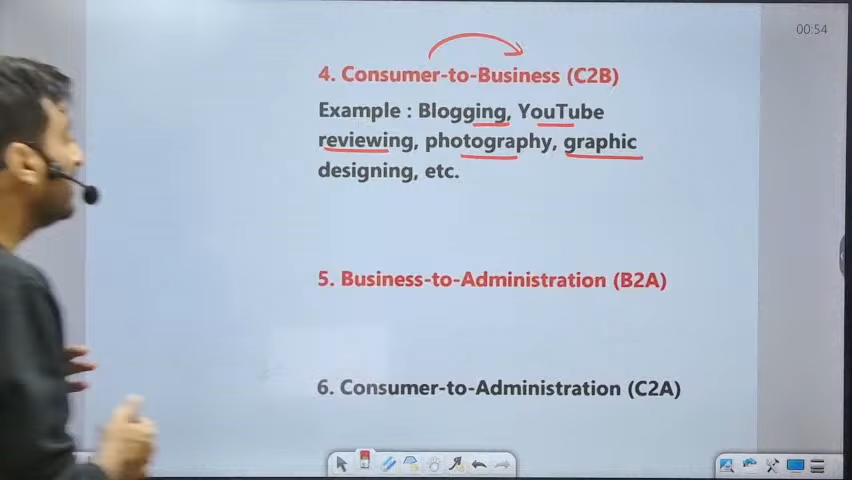 00:54
4. Consumer-to-Business (C2B)
Example : Blogging, YouTube
reviewing, photography, graphic
designing, etc.
5. Business-to-Administration (B2A)
6. Consumer-to-Administration (C2A)